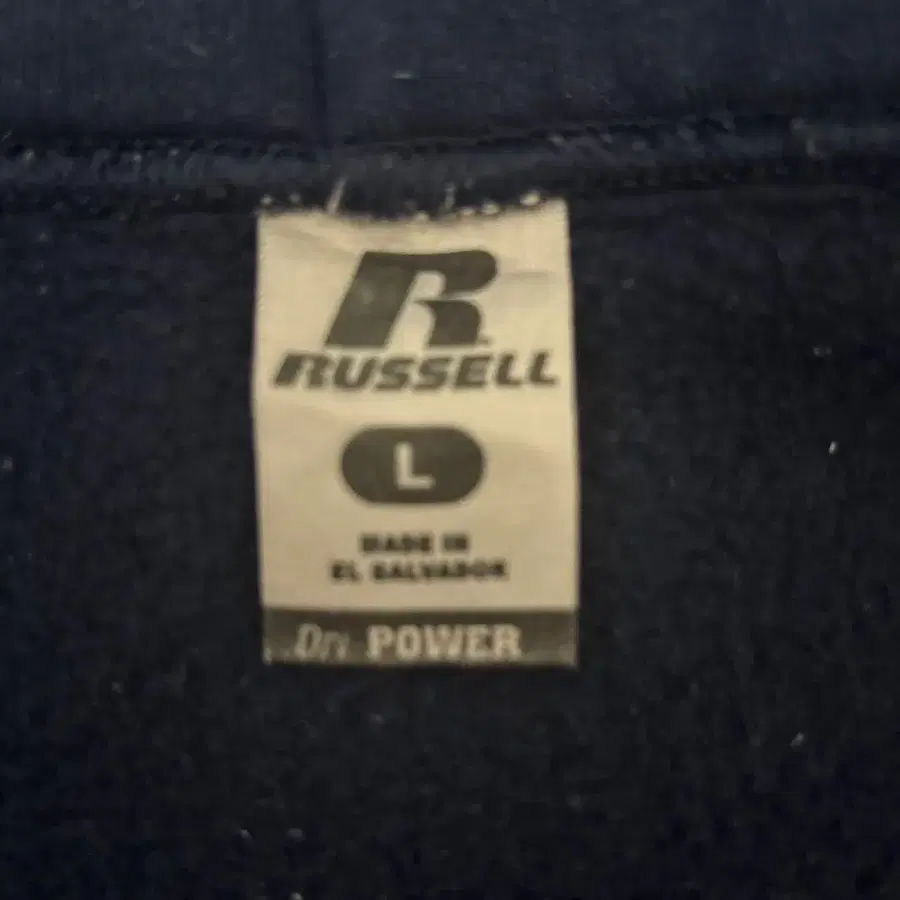 R
RUSSELL
L
MADE IN
EL SALVADOR
Dri POWER